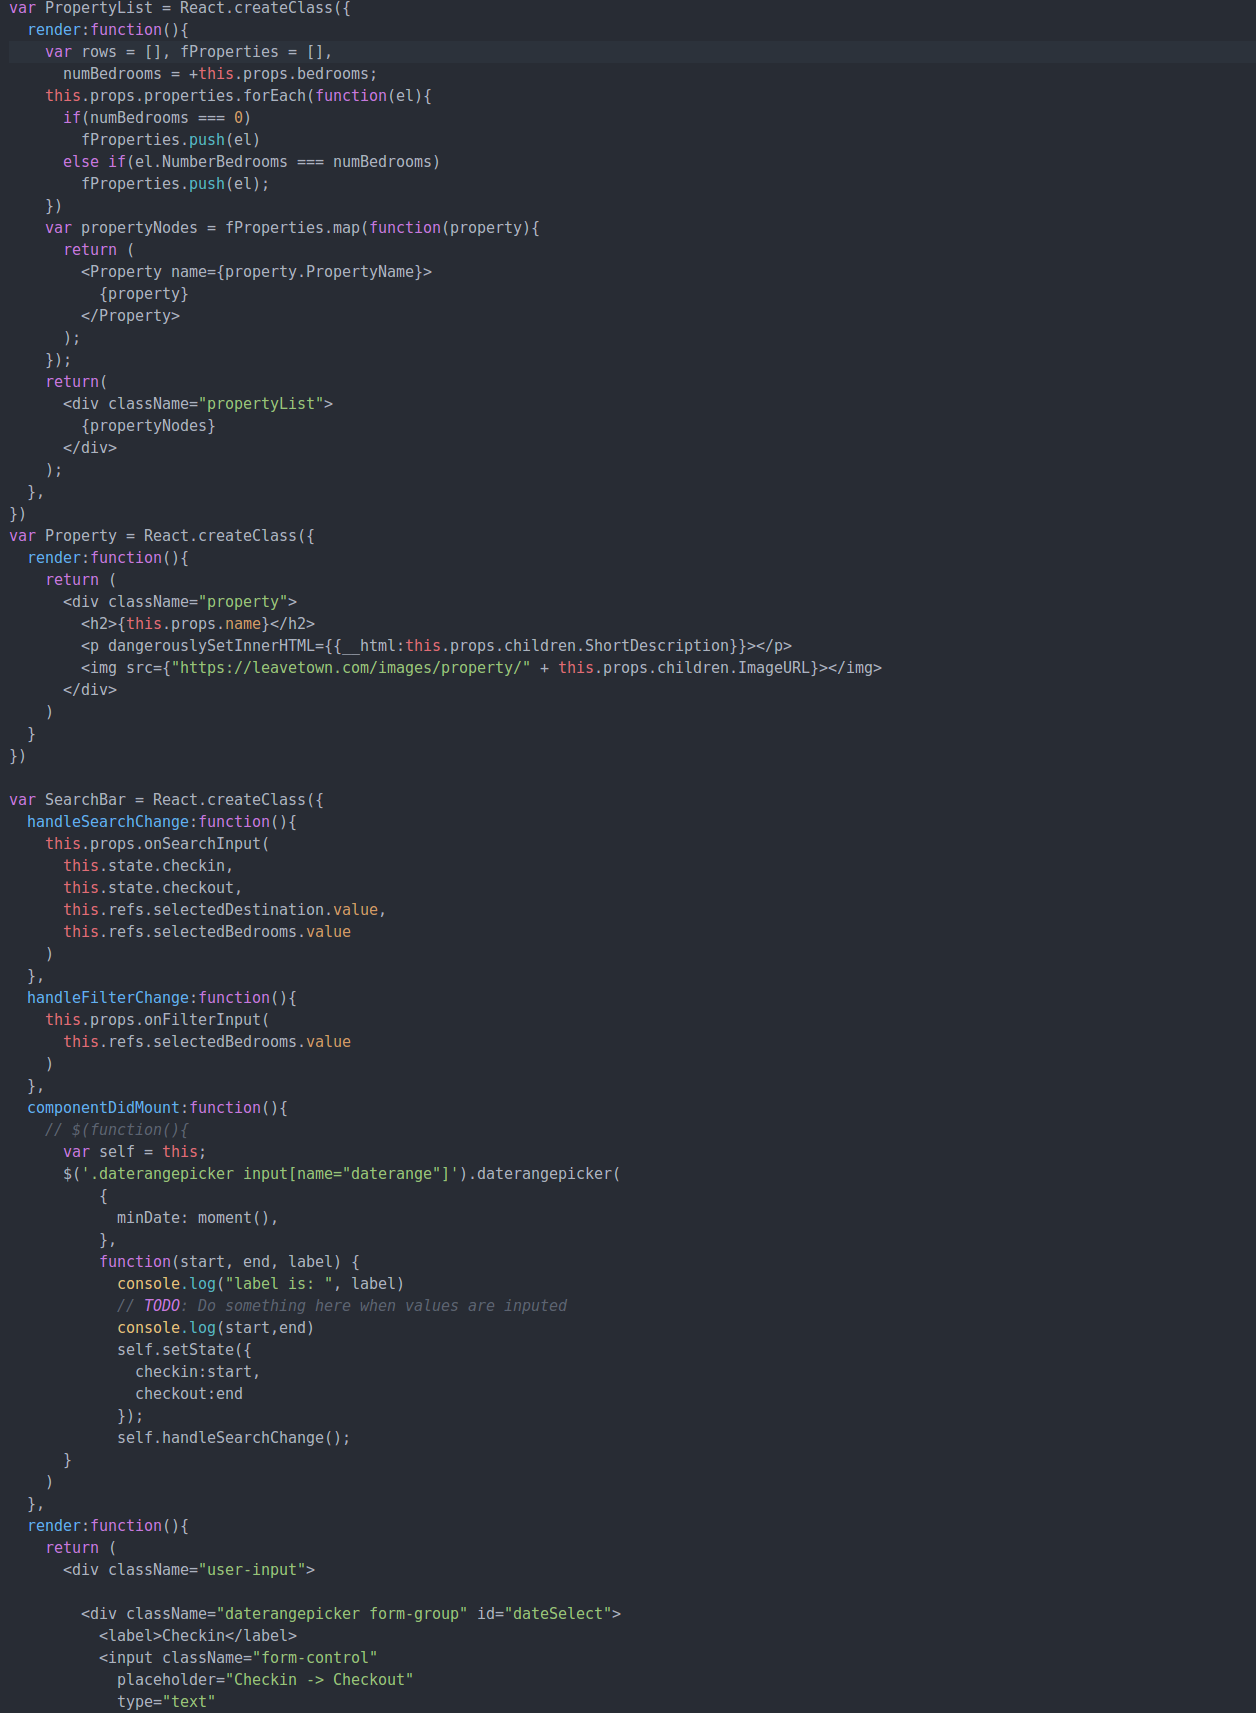 var PropertyList = React.createClass({
  render:function(){
    var rows = [], fProperties = [],
      numBedrooms = +this.props.bedrooms;
    this.props.properties.forEach(function(el){
      if(numBedrooms === 0)
        fProperties.push(el)
      else if(el.NumberBedrooms === numBedrooms)
        fProperties.push(el);
    })
    var propertyNodes = fProperties.map(function(property){
      return (
        <Property name={property.PropertyName}>
          {property}
        </Property>
      );
    });
    return(
      <div className="propertyList">
        {propertyNodes}
      </div>
    );
  },
})
var Property = React.createClass({
  render:function(){
    return (
      <div className="property">
        <h2>{this.props.name}</h2>
        <p dangerouslySetInnerHTML={{__html:this.props.children.ShortDescription}}></p>
        <img src={"https://leavetown.com/images/property/" + this.props.children.ImageURL}></img>
      </div>
    )
  }
})

var SearchBar = React.createClass({
  handleSearchChange:function(){
    this.props.onSearchInput(
      this.state.checkin,
      this.state.checkout,
      this.refs.selectedDestination.value,
      this.refs.selectedBedrooms.value
    )
  },
  handleFilterChange:function(){
    this.props.onFilterInput(
      this.refs.selectedBedrooms.value
    )
  },
  componentDidMount:function(){
    // $(function(){
      var self = this;
      $('.daterangepicker input[name="daterange"]').daterangepicker(
          {
            minDate: moment(),
          },
          function(start, end, label) {
            console.log("label is: ", label)
            // TODO: Do something here when values are inputed
            console.log(start,end)
            self.setState({
              checkin:start,
              checkout:end
            });
            self.handleSearchChange();
      }
    )
  },
  render:function(){
    return (
      <div className="user-input">

        <div className="daterangepicker form-group" id="dateSelect">
          <label>Checkin</label>
          <input className="form-control"
            placeholder="Checkin -> Checkout"
            type="text"